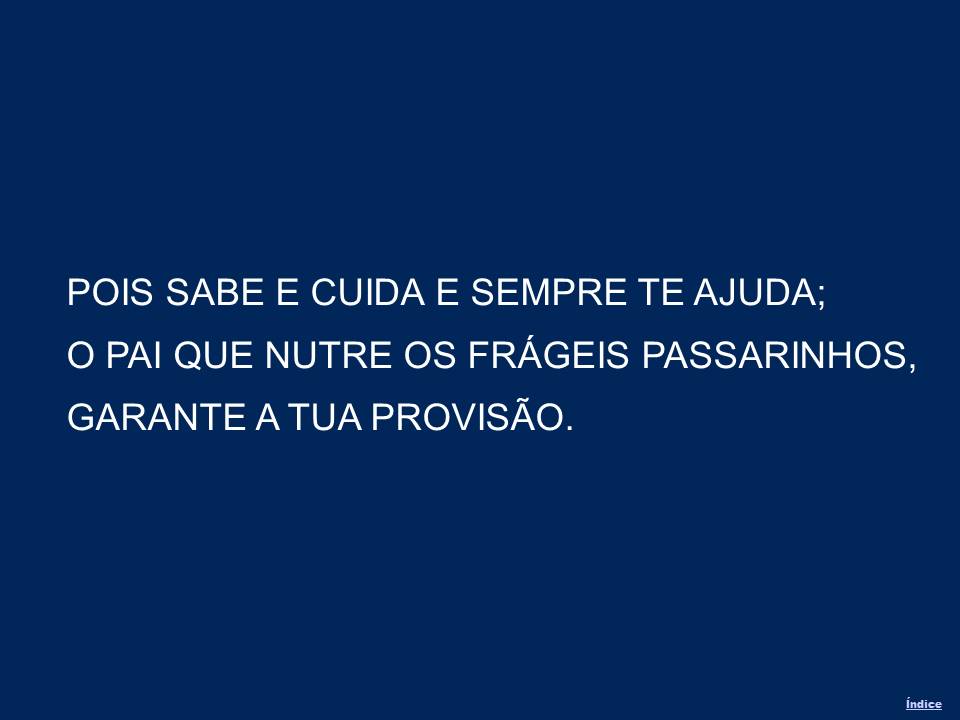 POIS SABE E CUIDA E SEMPRE TE AJUDA;
O PAI QUE NUTRE OS FRÁGEIS PASSARINHOS,
GARANTE A TUA PROVISÃO.
Índice